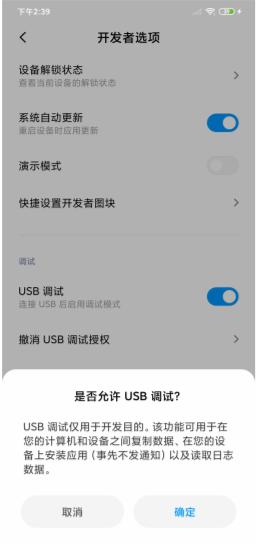 下午2:39
开发者选项
设备解锁状态
查看当前设备的解锁状态
系统自动更新
重启设备时应用更新
演示模式
快捷设置开发者图块
调试
USB 调试
连接 USB 后启用调试模式
撤消 USB 调试授权
是否允许 USB 调试?
USB 调试仅用于开发目的。该功能可用于在
您的计算机和设备之间复制数据、在您的设
备上安装应用（事先不发通知）以及读取日志
数据。
取消
确定